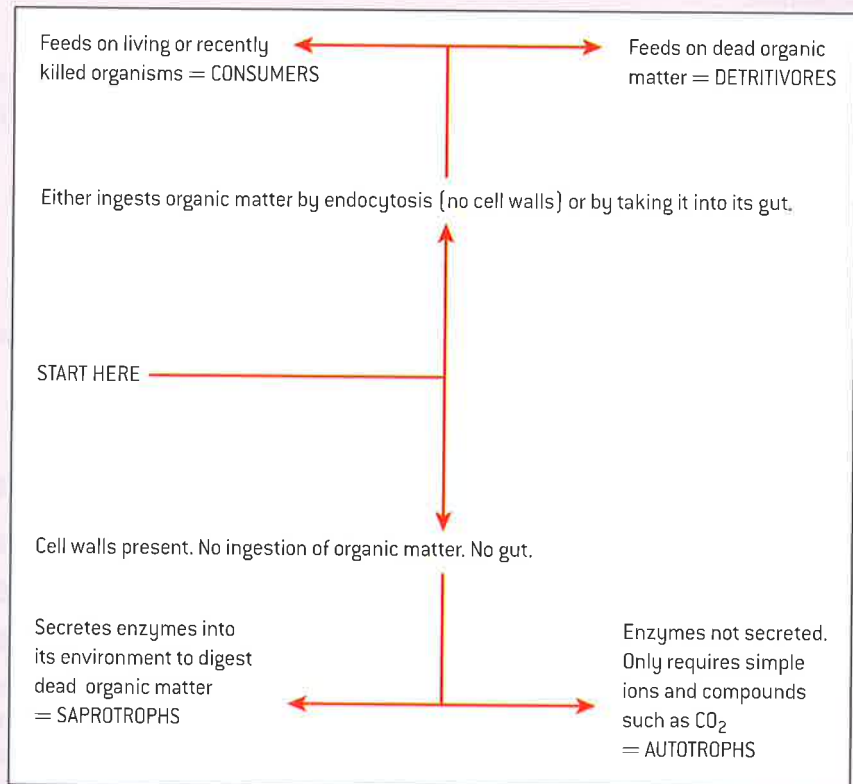 Feeds on living or recently
killed organisms = CONSUMERS
Feeds on dead organic
matter = DETRITIVORES
Either ingests organic matter by endocytosis (no cell walls) or by taking it into its gut.
START HERE
Cell walls present. No ingestion of organic matter. No gut.
Secretes enzymes into
its environment to digest
dead organic matter
= SAPROTROPHS
Enzymes not secreted.
Only requires simple
ions and compounds
such as CO₂
= AUTOTROPHS